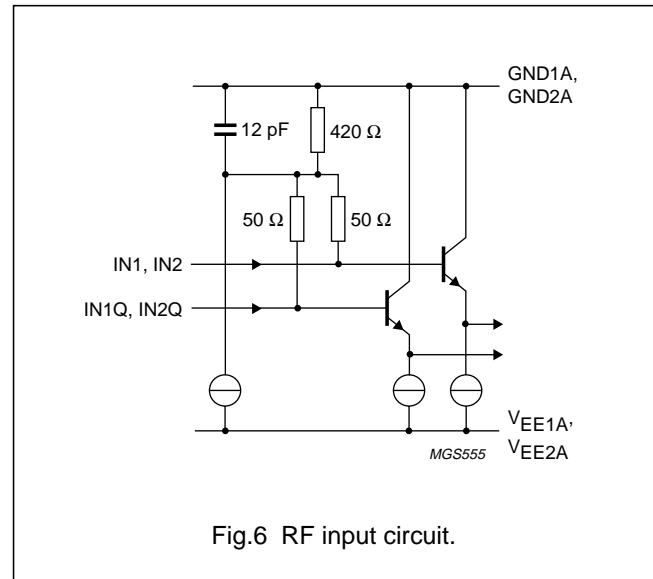 GND1A,
GND2A
12 pF
420 Ω
50 Ω
50 Ω
IN1, IN2
IN1Q, IN2Q
VEE1A,
VEE2A
MGS555
Fig.6 RF input circuit.